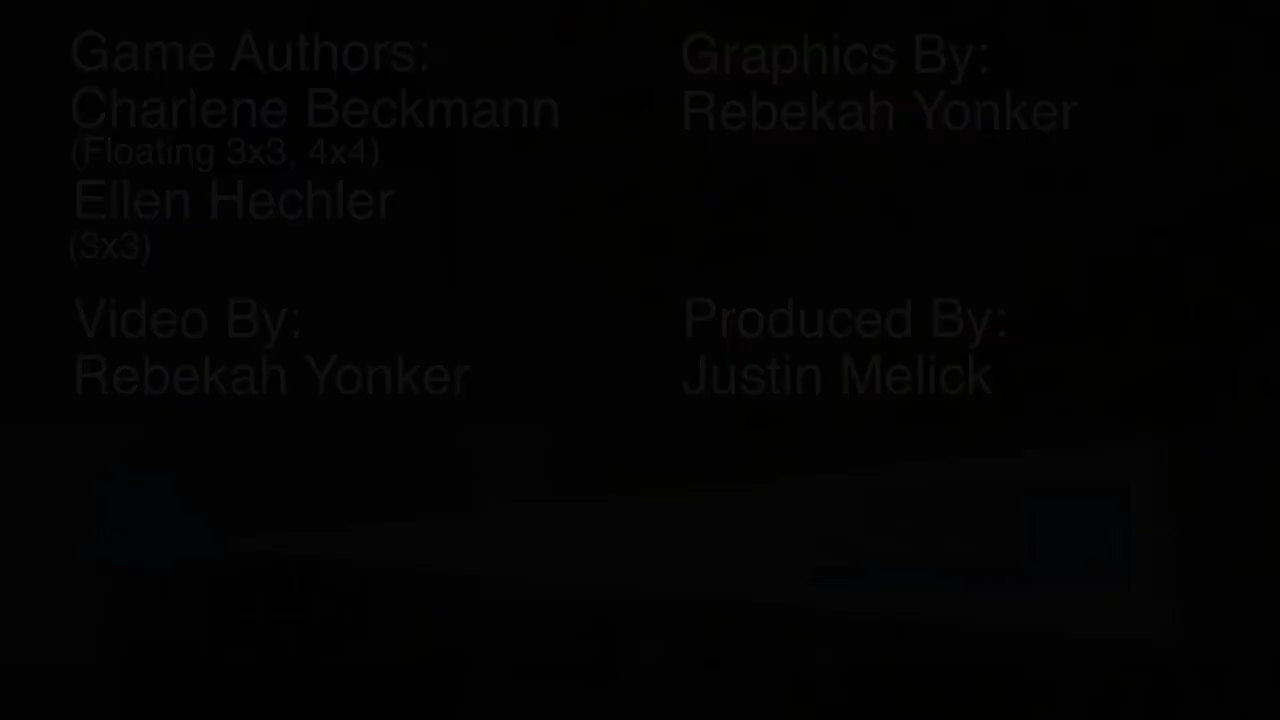 Game Authors:
Charlene Beckmann
(Floating 3x3, 4x4)
Ellen Hechler
(3x3)
Graphics By:
Rebekah Yonker
Video By:
Rebekah Yonker
Produced By:
Justin Melick